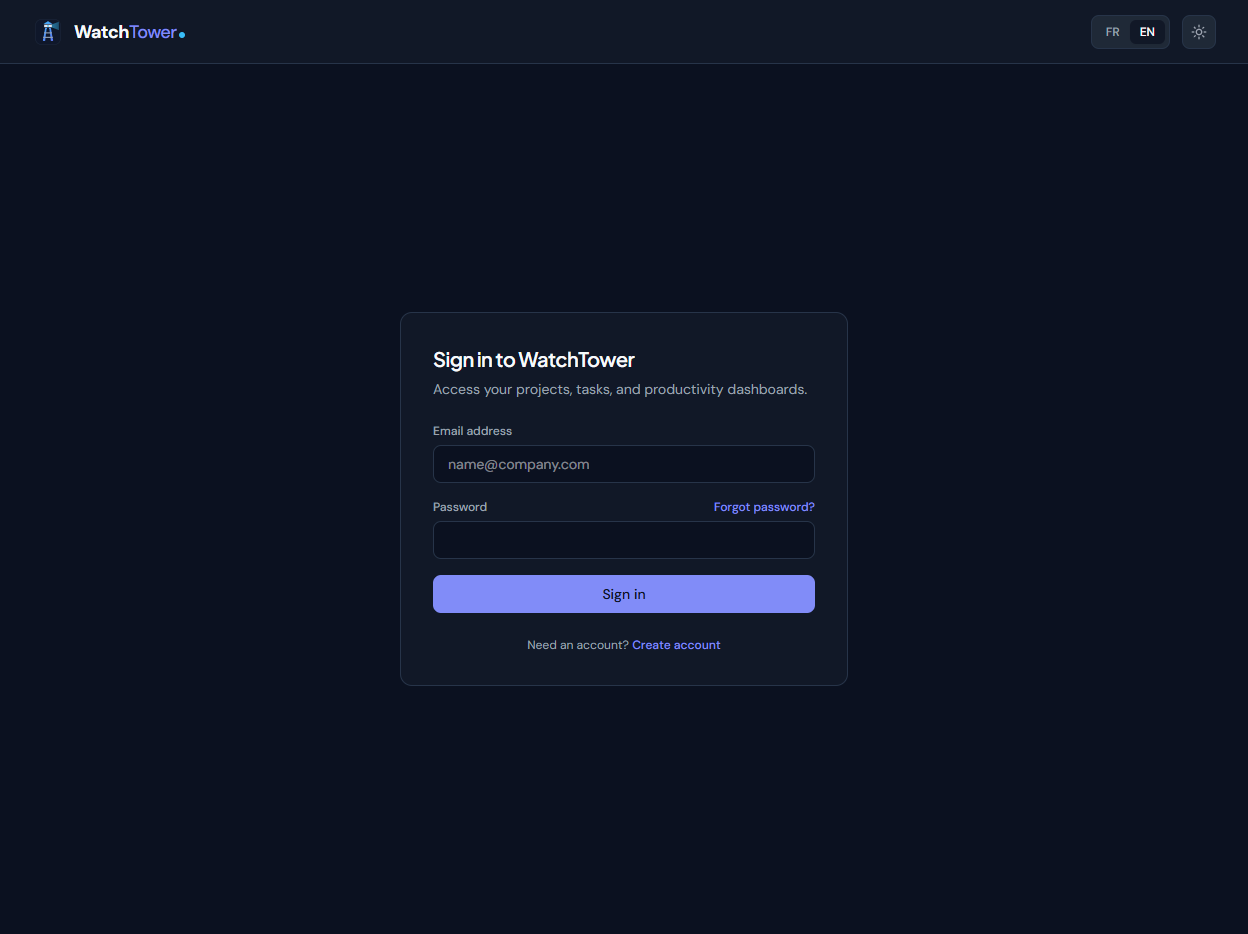 WatchTower
FR EN
Sign in to WatchTower
Access your projects, tasks, and productivity dashboards.
Email address
name@company.com
Password Forgot password?
Sign in
Need an account? Create account